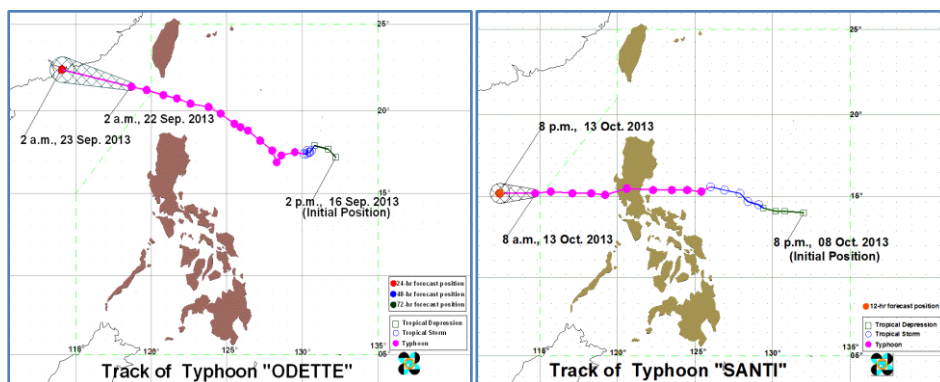 25°
20°
15°
05°
115°
120°
125°
130°
135°
2 a.m., 22 Sep. 2013
2 a.m., 23 Sep. 2013
2 p.m., 16 Sep 2013
(Initial Position)
24-hr forecast position
48-hr forecast position
72-hr forecast position
Tropical Depression
Tropical Storm
Typhoon
Track of Typhoon "ODETTE"
25°
20°
15°
05°
115
120°
125°
130°
135°
8 p.m., 13 Oct. 2013
8 a.m., 13 Oct. 2013
8 p.m., 08 Oct. 2013
(Initial Position)
12-hr forecast position
Tropical Depression
Tropical Storm
Typhoon
Track of Typhoon "SANTI"